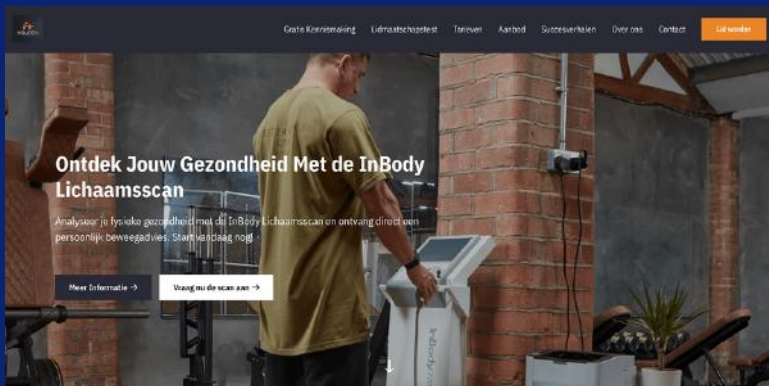 Gratis Kennismaking
Lidmaatschapstest
Tarieven
Aanbod
Succesverhalen
Over ons
Contact
Lid worden
Ontdek Jouw Gezondheid Met de InBody
Lichaamsscan
Analyseer je fysieke gezondheid met de InBody Lichaamsscan en ontvang direct een
persoonlijk beweegadvies. Start vandaag nog!
Meer Informatie →
Vraag nu de scan aan →
InBody